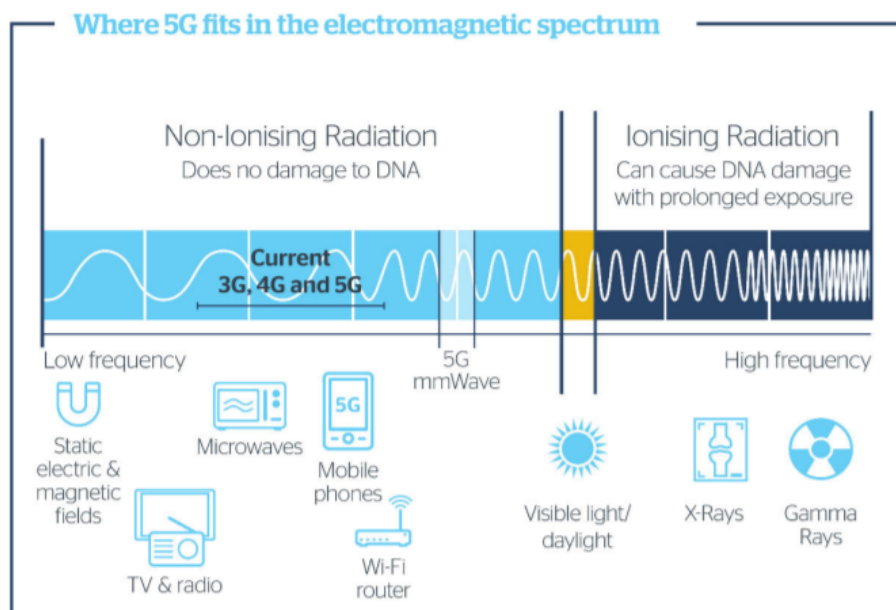 Where 5G fits in the electromagnetic spectrum
Non-Ionising Radiation
Does no damage to DNA
Ionising Radiation
Can cause DNA damage
with prolonged exposure
Current
3G, 4G and 5G
Low frequency
5G
mmWave
High frequency
Static
electric &
magnetic
fields
TV & radio
Microwaves
5G
Mobile
phones
Wi-Fi
router
Visible light/
daylight
X-Rays
Gamma
Rays